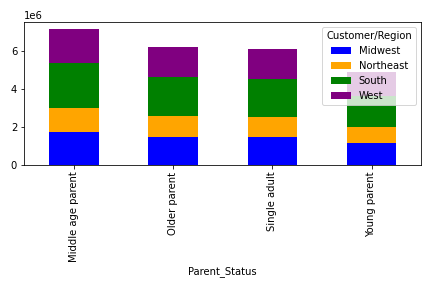 1e6
6
4
2
0
Customer/Region
Midwest
Northeast
South
West
Middle age parent
Older parent
Single adult
Young parent
Parent_Status